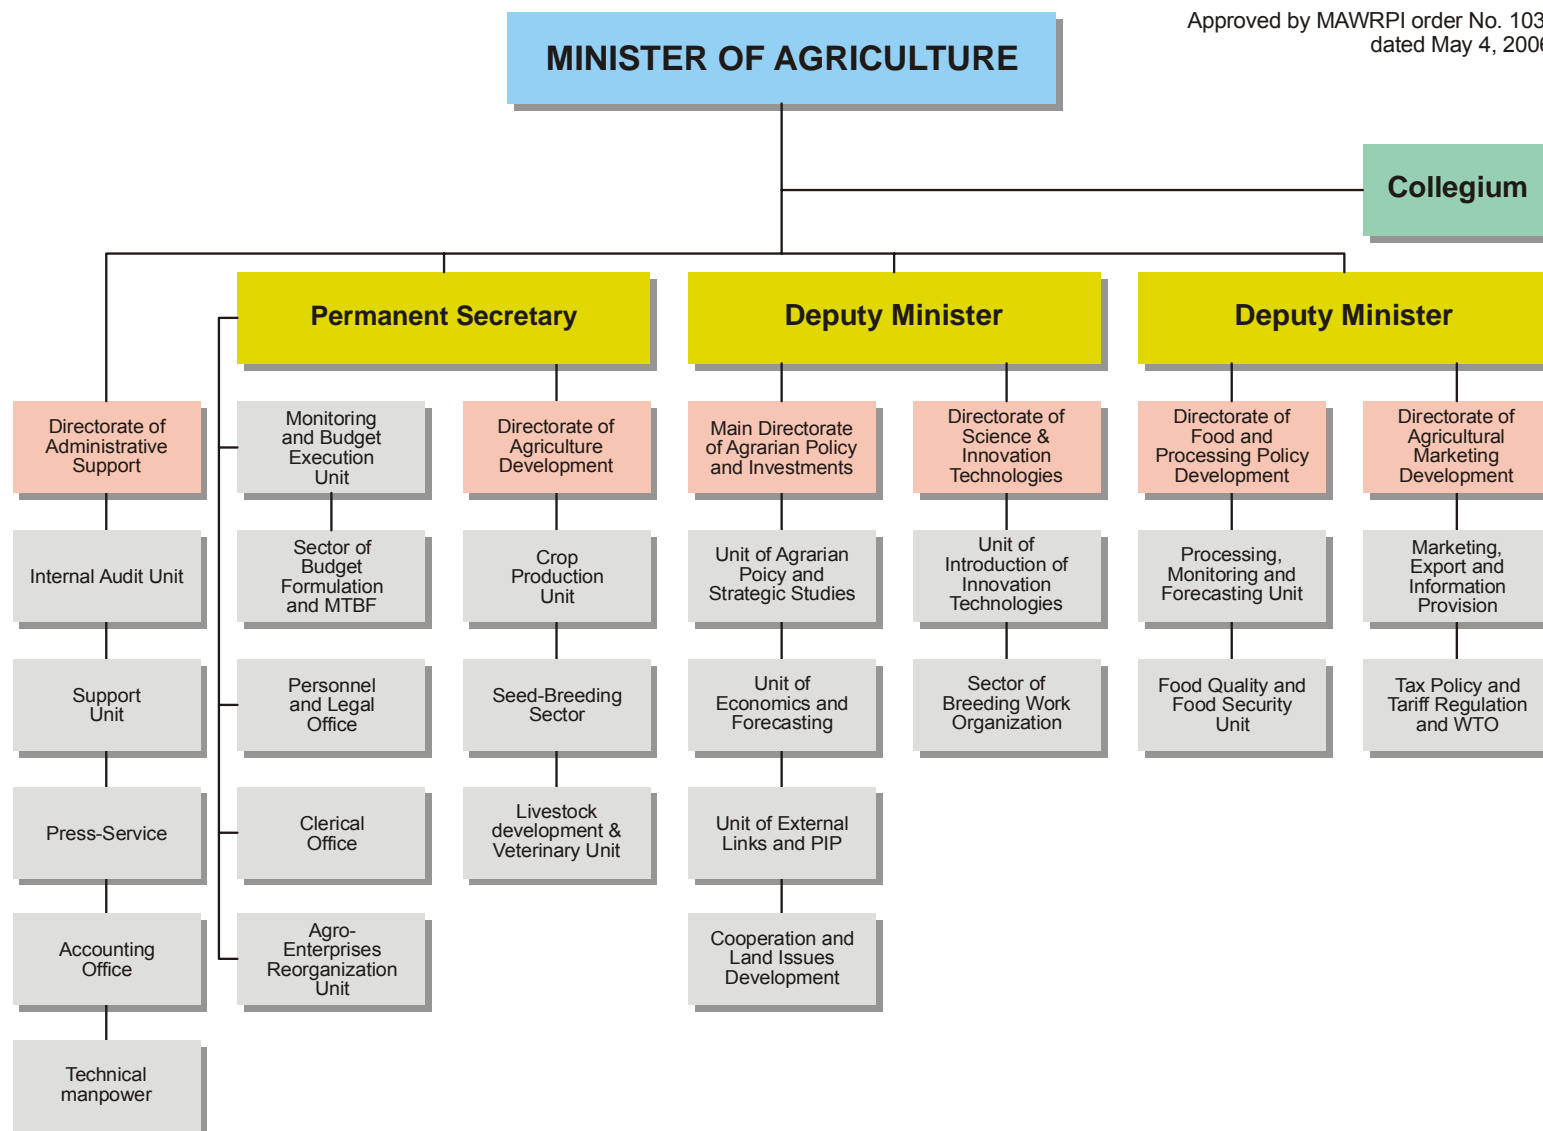 Approved by MAWRPI order No. 103
dated May 4, 2006
MINISTER OF AGRICULTURE
Collegium
Permanent Secretary
Deputy Minister
Deputy Minister
Directorate of
Administrative
Support
Monitoring
and Budget
Execution
Unit
Directorate of
Agriculture
Development
Main Directorate
of Agrarian Policy
and Investments
Directorate of
Science &
Innovation
Technologies
Directorate of
Food and
Processing Policy
Development
Directorate of
Agricultural
Marketing
Development
Internal Audit Unit
Sector of
Budget
Formulation
and MTBF
Crop
Production
Unit
Unit of Agrarian
Poicy and
Strategic Studies
Unit of
Introduction of
Innovation
Technologies
Processing,
Monitoring and
Forecasting Unit
Marketing,
Export and
Information
Provision
Support
Unit
Personnel
and Legal
Office
Seed-Breeding
Sector
Unit of
Economics and
Forecasting
Sector of
Breeding Work
Organization
Food Quality and
Food Security
Unit
Tax Policy and
Tariff Regulation
and WTO
Press-Service
Clerical
Office
Livestock
development &
Veterinary Unit
Unit of External
Links and PIP
Accounting
Office
Agro-
Enterprises
Reorganization
Unit
Cooperation and
Land Issues
Development
Technical
manpower